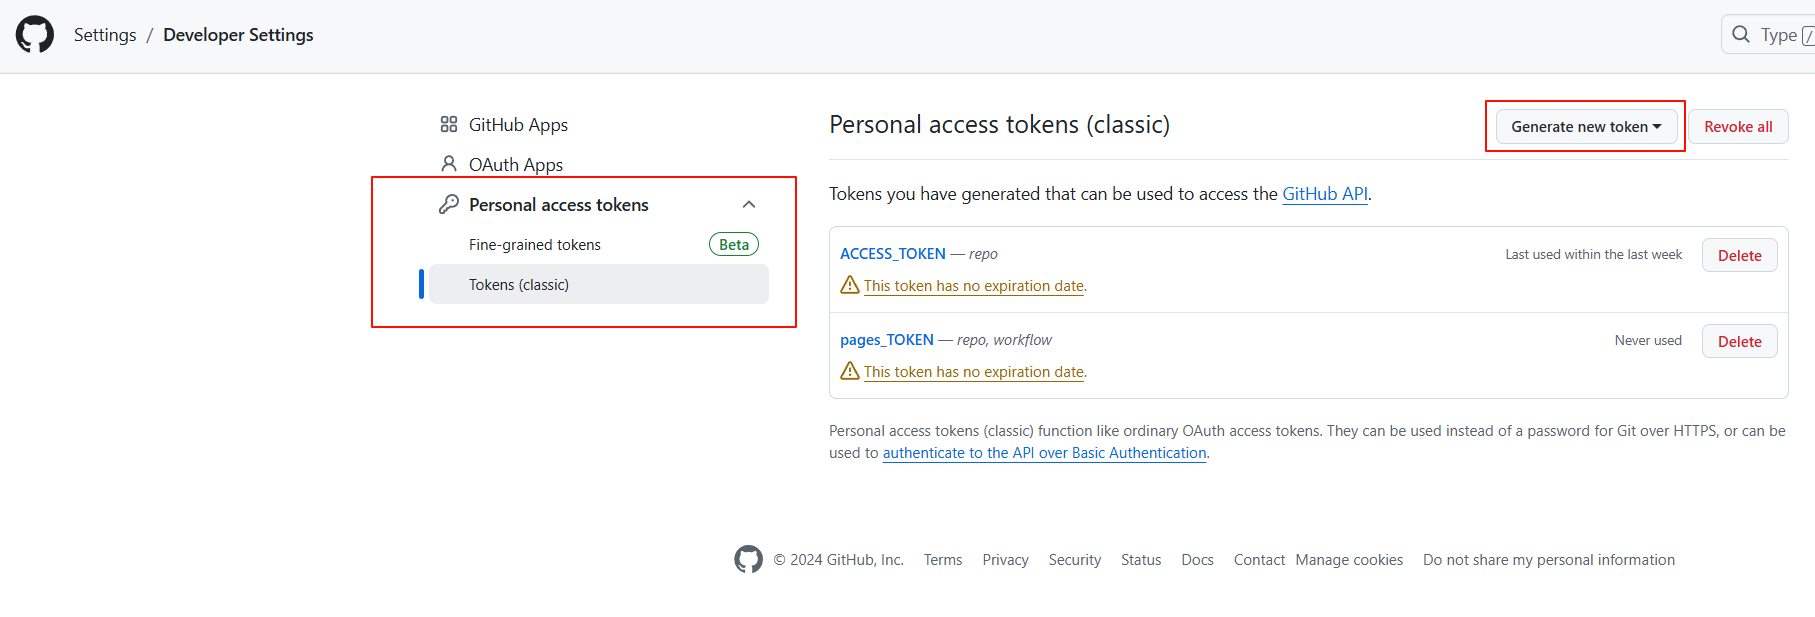 Settings / Developer Settings
Type /
GitHub Apps
OAuth Apps
Personal access tokens
Fine-grained tokens Beta
Tokens (classic)
Personal access tokens (classic)
Generate new token Revoke all
Tokens you have generated that can be used to access the GitHub API.
ACCESS_TOKEN — repo Last used within the last week Delete
This token has no expiration date.
pages_TOKEN — repo, workflow Never used Delete
This token has no expiration date.
Personal access tokens (classic) function like ordinary OAuth access tokens. They can be used instead of a password for Git over HTTPS, or can be
used to authenticate to the API over Basic Authentication.
© 2024 GitHub, Inc. Terms Privacy Security Status Docs Contact Manage cookies Do not share my personal information